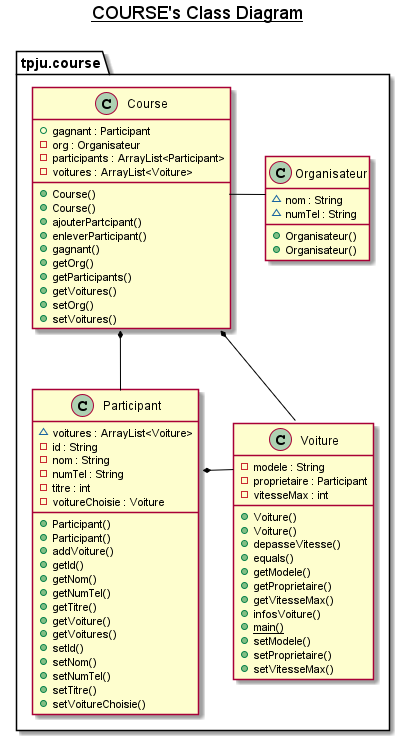 COURSE's Class Diagram
tpju.course
C Course
gagnant : Participant
org : Organisateur
participants : ArrayList<Participant>
voitures : ArrayList<Voiture>
Course()
Course()
ajouterPartcipant()
enleverParticipant()
gagnant()
getOrg()
getParticipants()
getVoitures()
setOrg()
setVoitures()
C Organisateur
nom : String
numTel : String
Organisateur()
Organisateur()
C Participant
voitures : ArrayList<Voiture>
id : String
nom : String
numTel : String
titre : int
voitureChoisie : Voiture
Participant()
Participant()
addVoiture()
getId()
getNom()
getNumTel()
getTitre()
getVoiture()
getVoitures()
setId()
setNom()
setNumTel()
setTitre()
setVoitureChoisie()
C Voiture
modele : String
proprietaire : Participant
vitesseMax : int
Voiture()
Voiture()
depasseVitesse()
equals()
getModele()
getProprietaire()
getVitesseMax()
infosVoiture()
main()
setModele()
setProprietaire()
setVitesseMax()